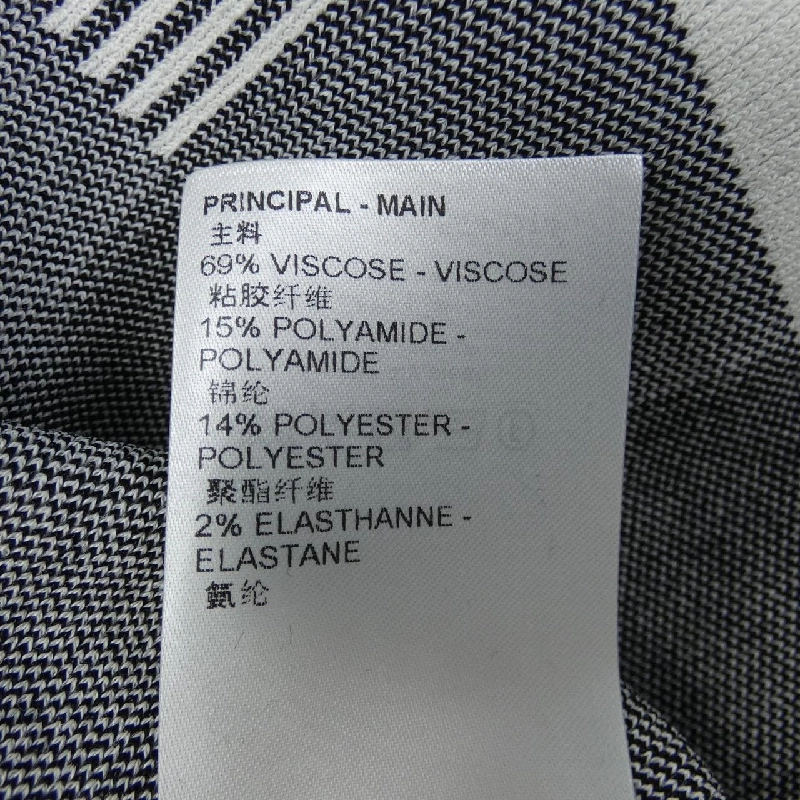 PRINCIPAL - MAIN
主料
69% VISCOSE - VISCOSE
粘胶纤维
15% POLYAMIDE -
POLYAMIDE
锦纶
14% POLYESTER -
POLYESTER
聚酯纤维
2% ELASTHANNE -
ELASTANE
氨纶